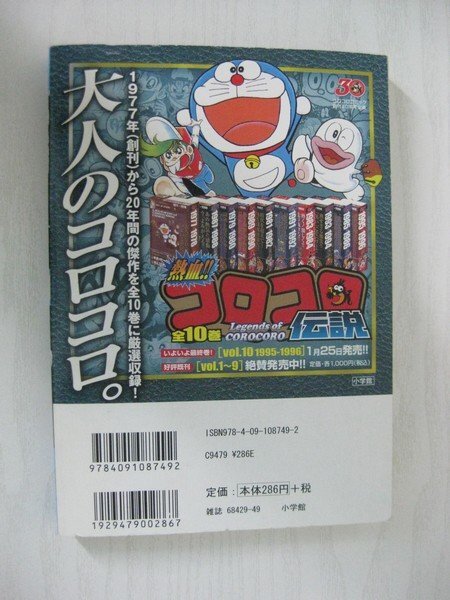 大人のコロコロ。
1977年(創刊)から20年間の傑作を全10巻に厳選収録!
30
熱血!!
コロコロ
伝説
全10巻
Legends of
COROCORO
いよいよ最終巻!
[vol.10 1995-1996] 1月25日発売!!
好評既刊
[vol.1~9] 絶賛発売中!!
定価・各1,000円(税込)
小学館
ISBN978-4-09-108749-2
C9479 ¥286E
定価:本体286円+税
雑誌 68429-49 小学館
9784091087492
1929479002867